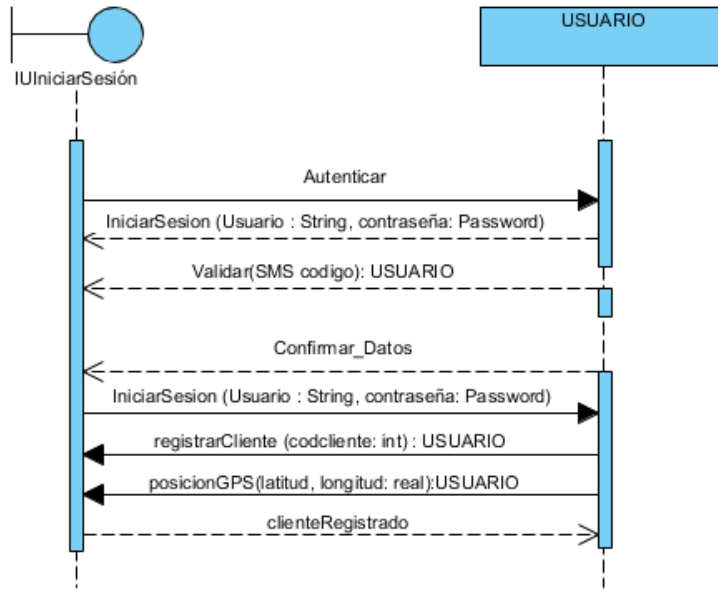 USUARIO
IUIniciarSesión
Autenticar
IniciarSesion (Usuario : String, contraseña: Password)
Validar(SMS codigo): USUARIO
Confirmar_Datos
IniciarSesion (Usuario : String, contraseña: Password)
registrarCliente (codcliente: int) : USUARIO
posicionGPS(latitud, longitud: real):USUARIO
clienteRegistrado